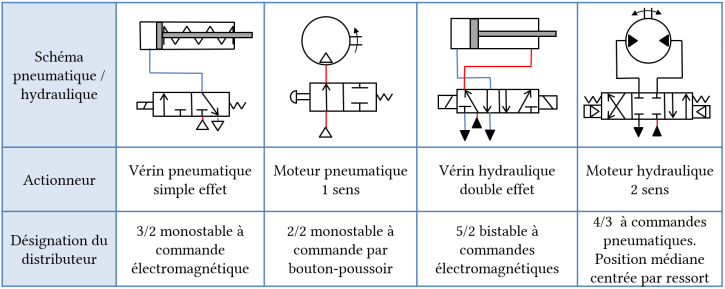 Schéma
pneumatique /
hydraulique
Actionneur
Vérin pneumatique
simple effet
Moteur pneumatique
1 sens
Vérin hydraulique
double effet
Moteur hydraulique
2 sens
Désignation du
distributeur
3/2 monostable à
commande
électromagnétique
2/2 monostable à
commande par
bouton-poussoir
5/2 bistable à
commandes
électromagnétiques
4/3 à commandes
pneumatiques.
Position médiane
centrée par ressort